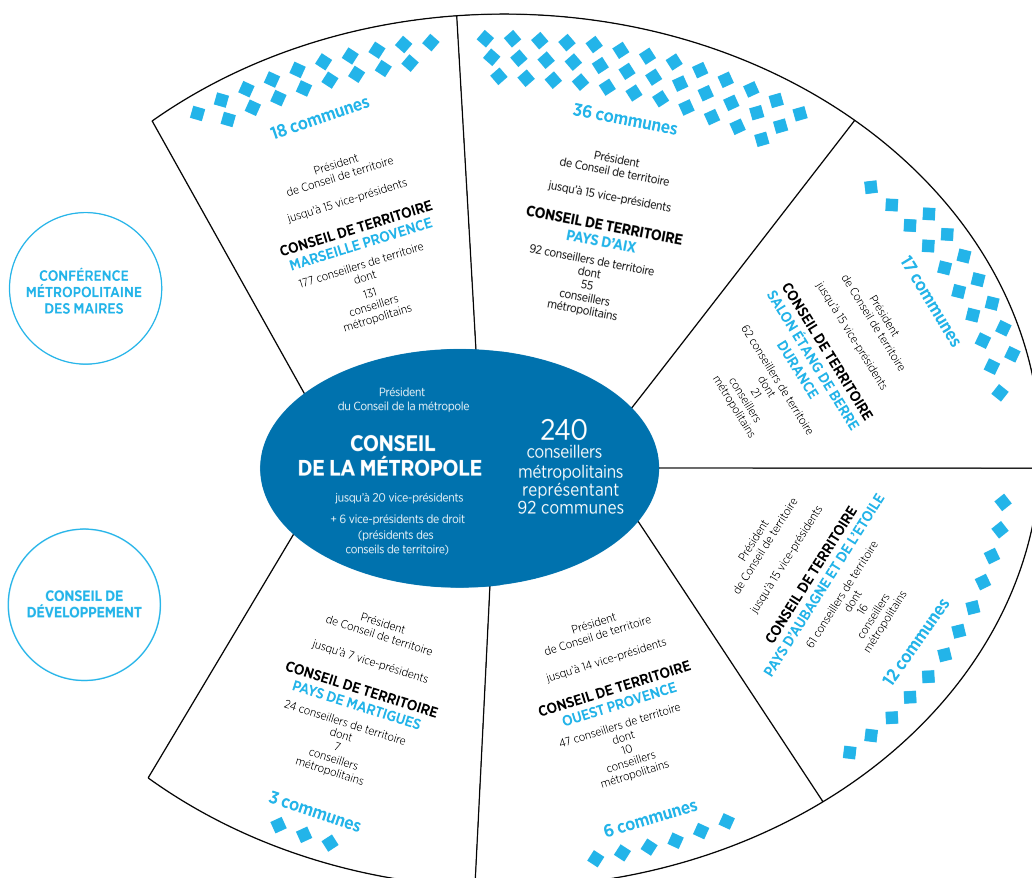 CONFÉRENCE
MÉTROPOLITAINE
DES MAIRES
CONSEIL DE
DÉVELOPPEMENT
18 communes
Président
de Conseil de territoire
jusqu'à 15 vice-présidents
CONSEIL DE TERRITOIRE
MARSEILLE PROVENCE
177 conseillers de territoire
dont
131
conseillers
métropolitains
36 communes
Président
de Conseil de territoire
jusqu'à 15 vice-présidents
CONSEIL DE TERRITOIRE
PAYS D'AIX
92 conseillers de territoire
dont
55
conseillers
métropolitains
17 communes
Président
de Conseil de territoire
jusqu'à 15 vice-présidents
CONSEIL DE TERRITOIRE
SALON ETANG DE BERRE
DURANCE
62 conseillers de territoire
dont
21
conseillers
métropolitains
Président
du Conseil de la métropole
CONSEIL
DE LA MÉTROPOLE
jusqu'à 20 vice-présidents
+ 6 vice-présidents de droit
(présidents des
conseils de territoire)
240
conseillers
métropolitains
représentant
92 communes
Président
de Conseil de territoire
jusqu'à 15 vice-présidents
CONSEIL DE TERRITOIRE
PAYS D'AUBAGNE ET DE L'ETOILE
61 conseillers de territoire
dont
16
conseillers
métropolitains
12 communes
Président
de Conseil de territoire
jusqu'à 14 vice-présidents
CONSEIL DE TERRITOIRE
OUEST PROVENCE
47 conseillers de territoire
dont
10
conseillers
métropolitains
6 communes
Président
de Conseil de territoire
jusqu'à 7 vice-présidents
CONSEIL DE TERRITOIRE
PAYS DE MARTIGUES
24 conseillers de territoire
dont
7
conseillers
métropolitains
3 communes